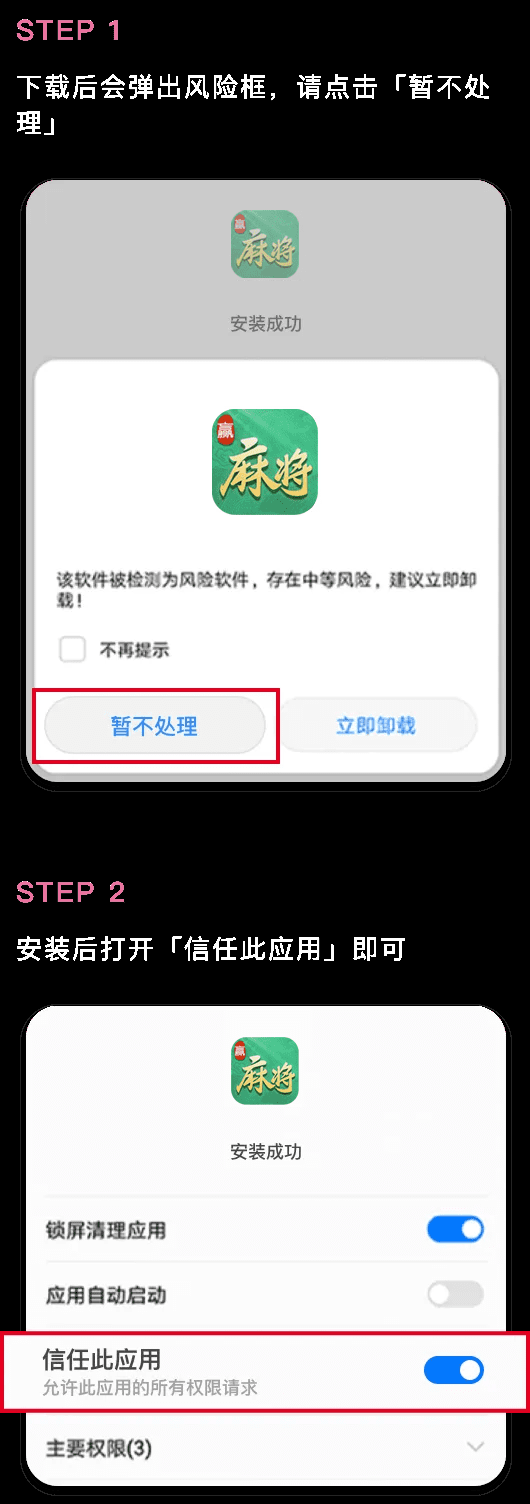 STEP 1
下载后会弹出风险框，请点击「暂不处
理」
赢
麻将
安装成功
赢
麻将
该软件被检测为风险软件，存在中等风险，建议立即卸
载！
不再提示
暂不处理
立即卸载
STEP 2
安装后打开「信任此应用」即可
赢
麻将
安装成功
锁屏清理应用
应用自动启动
信任此应用
允许此应用的所有权限请求
主要权限(3)